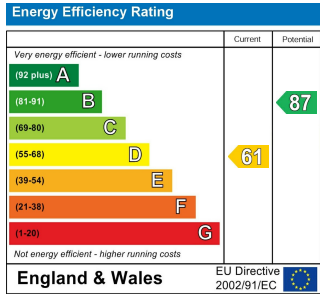 Energy Efficiency Rating
Current Potential
Very energy efficient - lower running costs
(92 plus) A
(81-91) B
87
(69-80) C
(55-68) D
61
(39-54) E
(21-38) F
(1-20) G
Not energy efficient - higher running costs
England & Wales
EU Directive
2002/91/EC